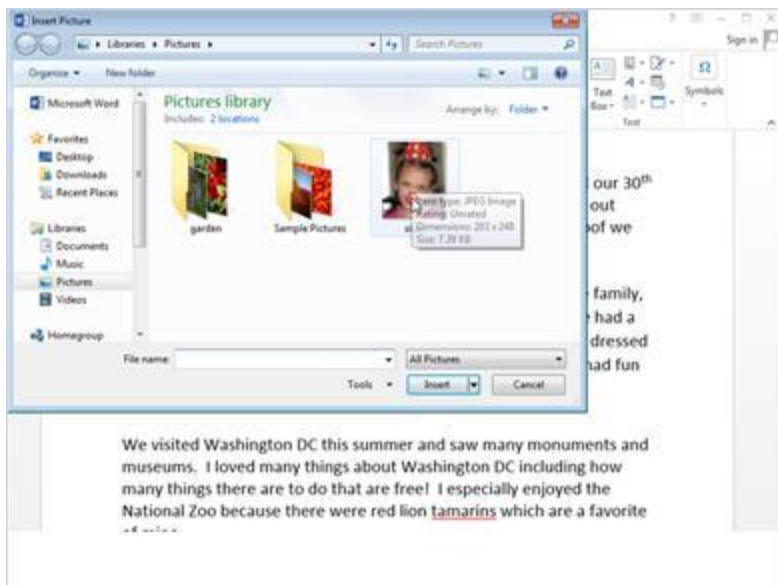 Insert Picture
Sign in
Libraries ▸ Pictures ▸
Search Pictures
Organize
New folder
Microsoft Word
Favorites
Desktop
Downloads
Recent Places
Libraries
Documents
Music
Pictures
Videos
Homegroup
Pictures library
Includes: 2 locations
Arrange by: Folder
garden
Sample Pictures
Item type: JPEG Image
Rating: Unrated
Dimensions: 203 x 248
Size: 7.39 KB
File name:
All Pictures
Tools
Insert
Cancel
Text Box
Symbols
Text
our 30th
out
of we
family,
had a
dressed
had fun
We visited Washington DC this summer and saw many monuments and
museums. I loved many things about Washington DC including how
many things there are to do that are free! I especially enjoyed the
National Zoo because there were red lion tamarins which are a favorite